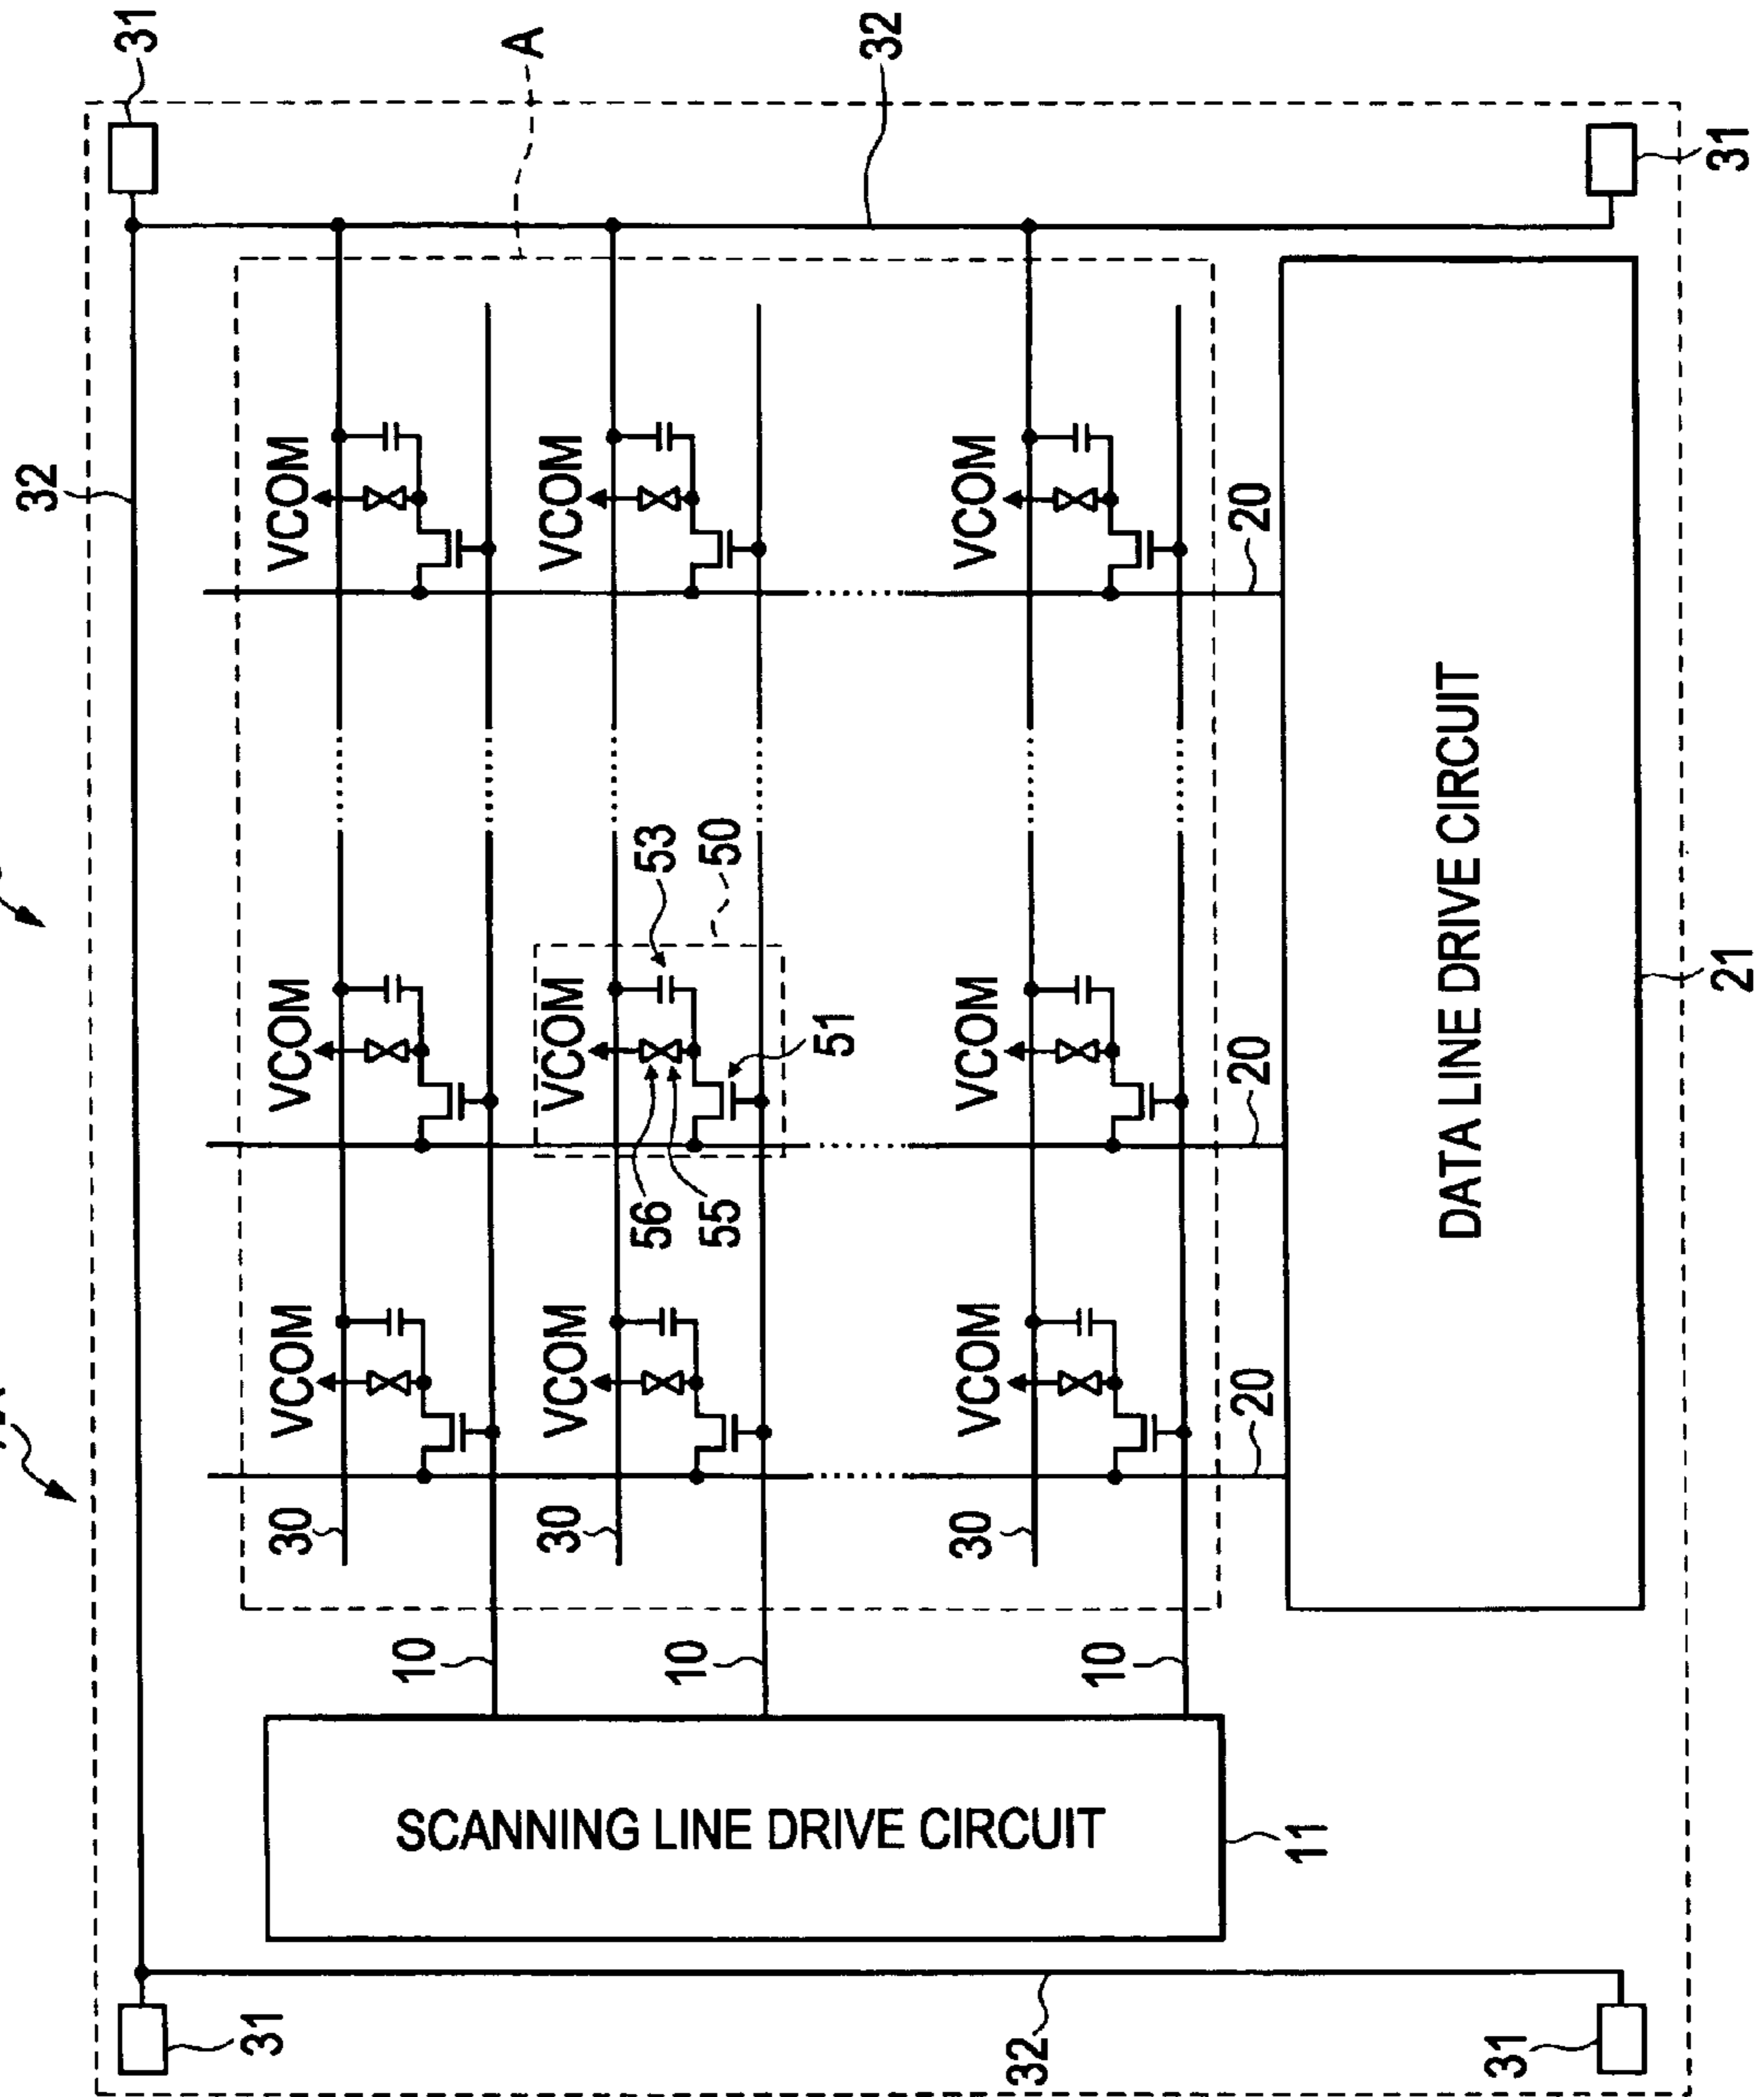 32
31
31
30 VCOM VCOM VCOM
10
A
30 VCOM VCOM VCOM
56 53
10
55 50
51
32
30 VCOM VCOM VCOM
32
10
SCANNING LINE DRIVE CIRCUIT
20 20 20
11
DATA LINE DRIVE CIRCUIT
31
21
31